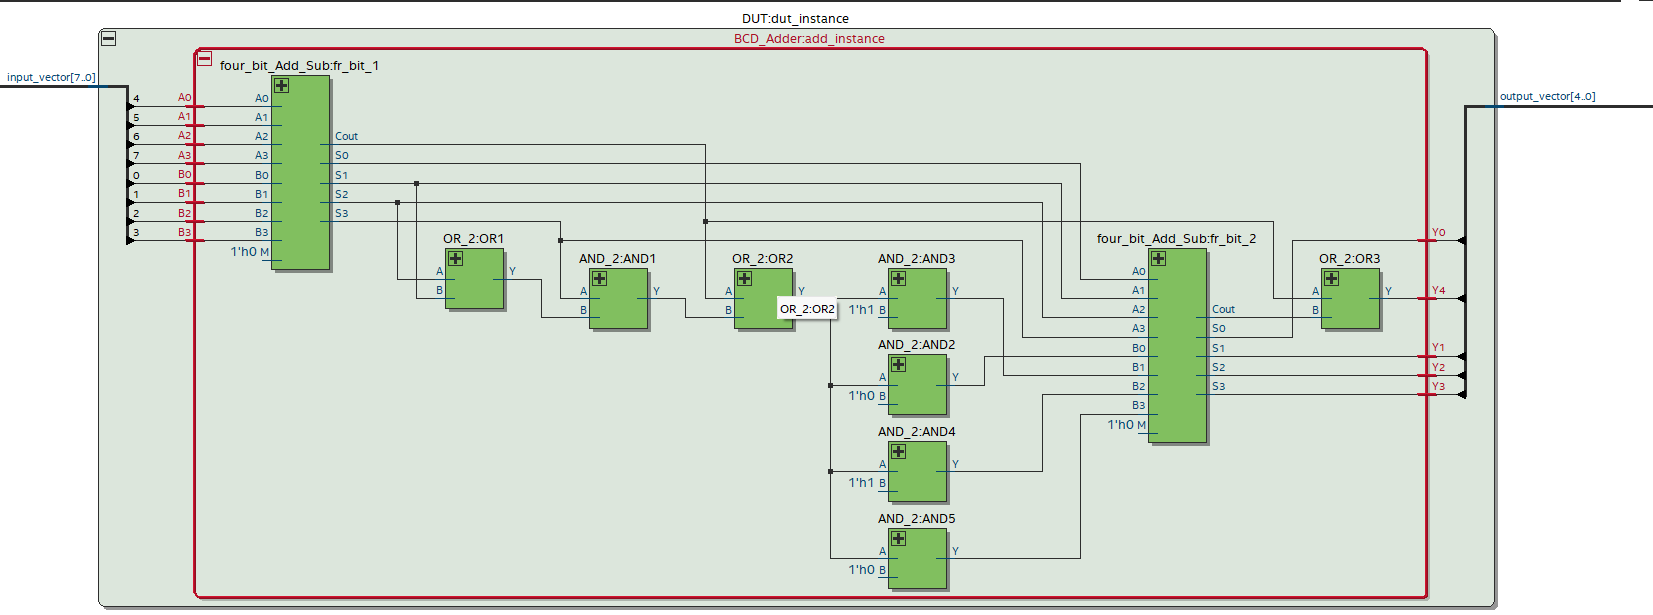 DUT:dut_instance
BCD_Adder:add_instance
input_vector[7..0]
output_vector[4..0]
four_bit_Add_Sub:fr_bit_1
4 A0 A0
5 A1 A1
6 A2 A2 Cout
7 A3 A3 S0
0 B0 B0 S1
1 B1 B1 S2
2 B2 B2 S3
3 B3 B3
1'h0 M
OR_2:OR1
A Y
B
AND_2:AND1
A Y
B
OR_2:OR2
A Y
B
OR_2:OR2
AND_2:AND3
A Y
1'h1 B
AND_2:AND2
A Y
1'h0 B
AND_2:AND4
A Y
1'h1 B
AND_2:AND5
A Y
1'h0 B
four_bit_Add_Sub:fr_bit_2
A0
A1
A2 Cout
A3 S0
B0 S1
B1 S2
B2 S3
B3
1'h0 M
OR_2:OR3
A Y
B
Y0
Y4
Y1
Y2
Y3